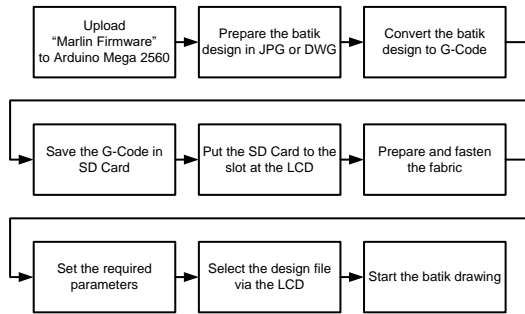 Upload
“Marlin Firmware”
to Arduino Mega 2560
Prepare the batik
design in JPG or DWG
Convert the batik
design to G-Code
Save the G-Code in
SD Card
Put the SD Card to the
slot at the LCD
Prepare and fasten
the fabric
Set the required
parameters
Select the design file
via the LCD
Start the batik drawing